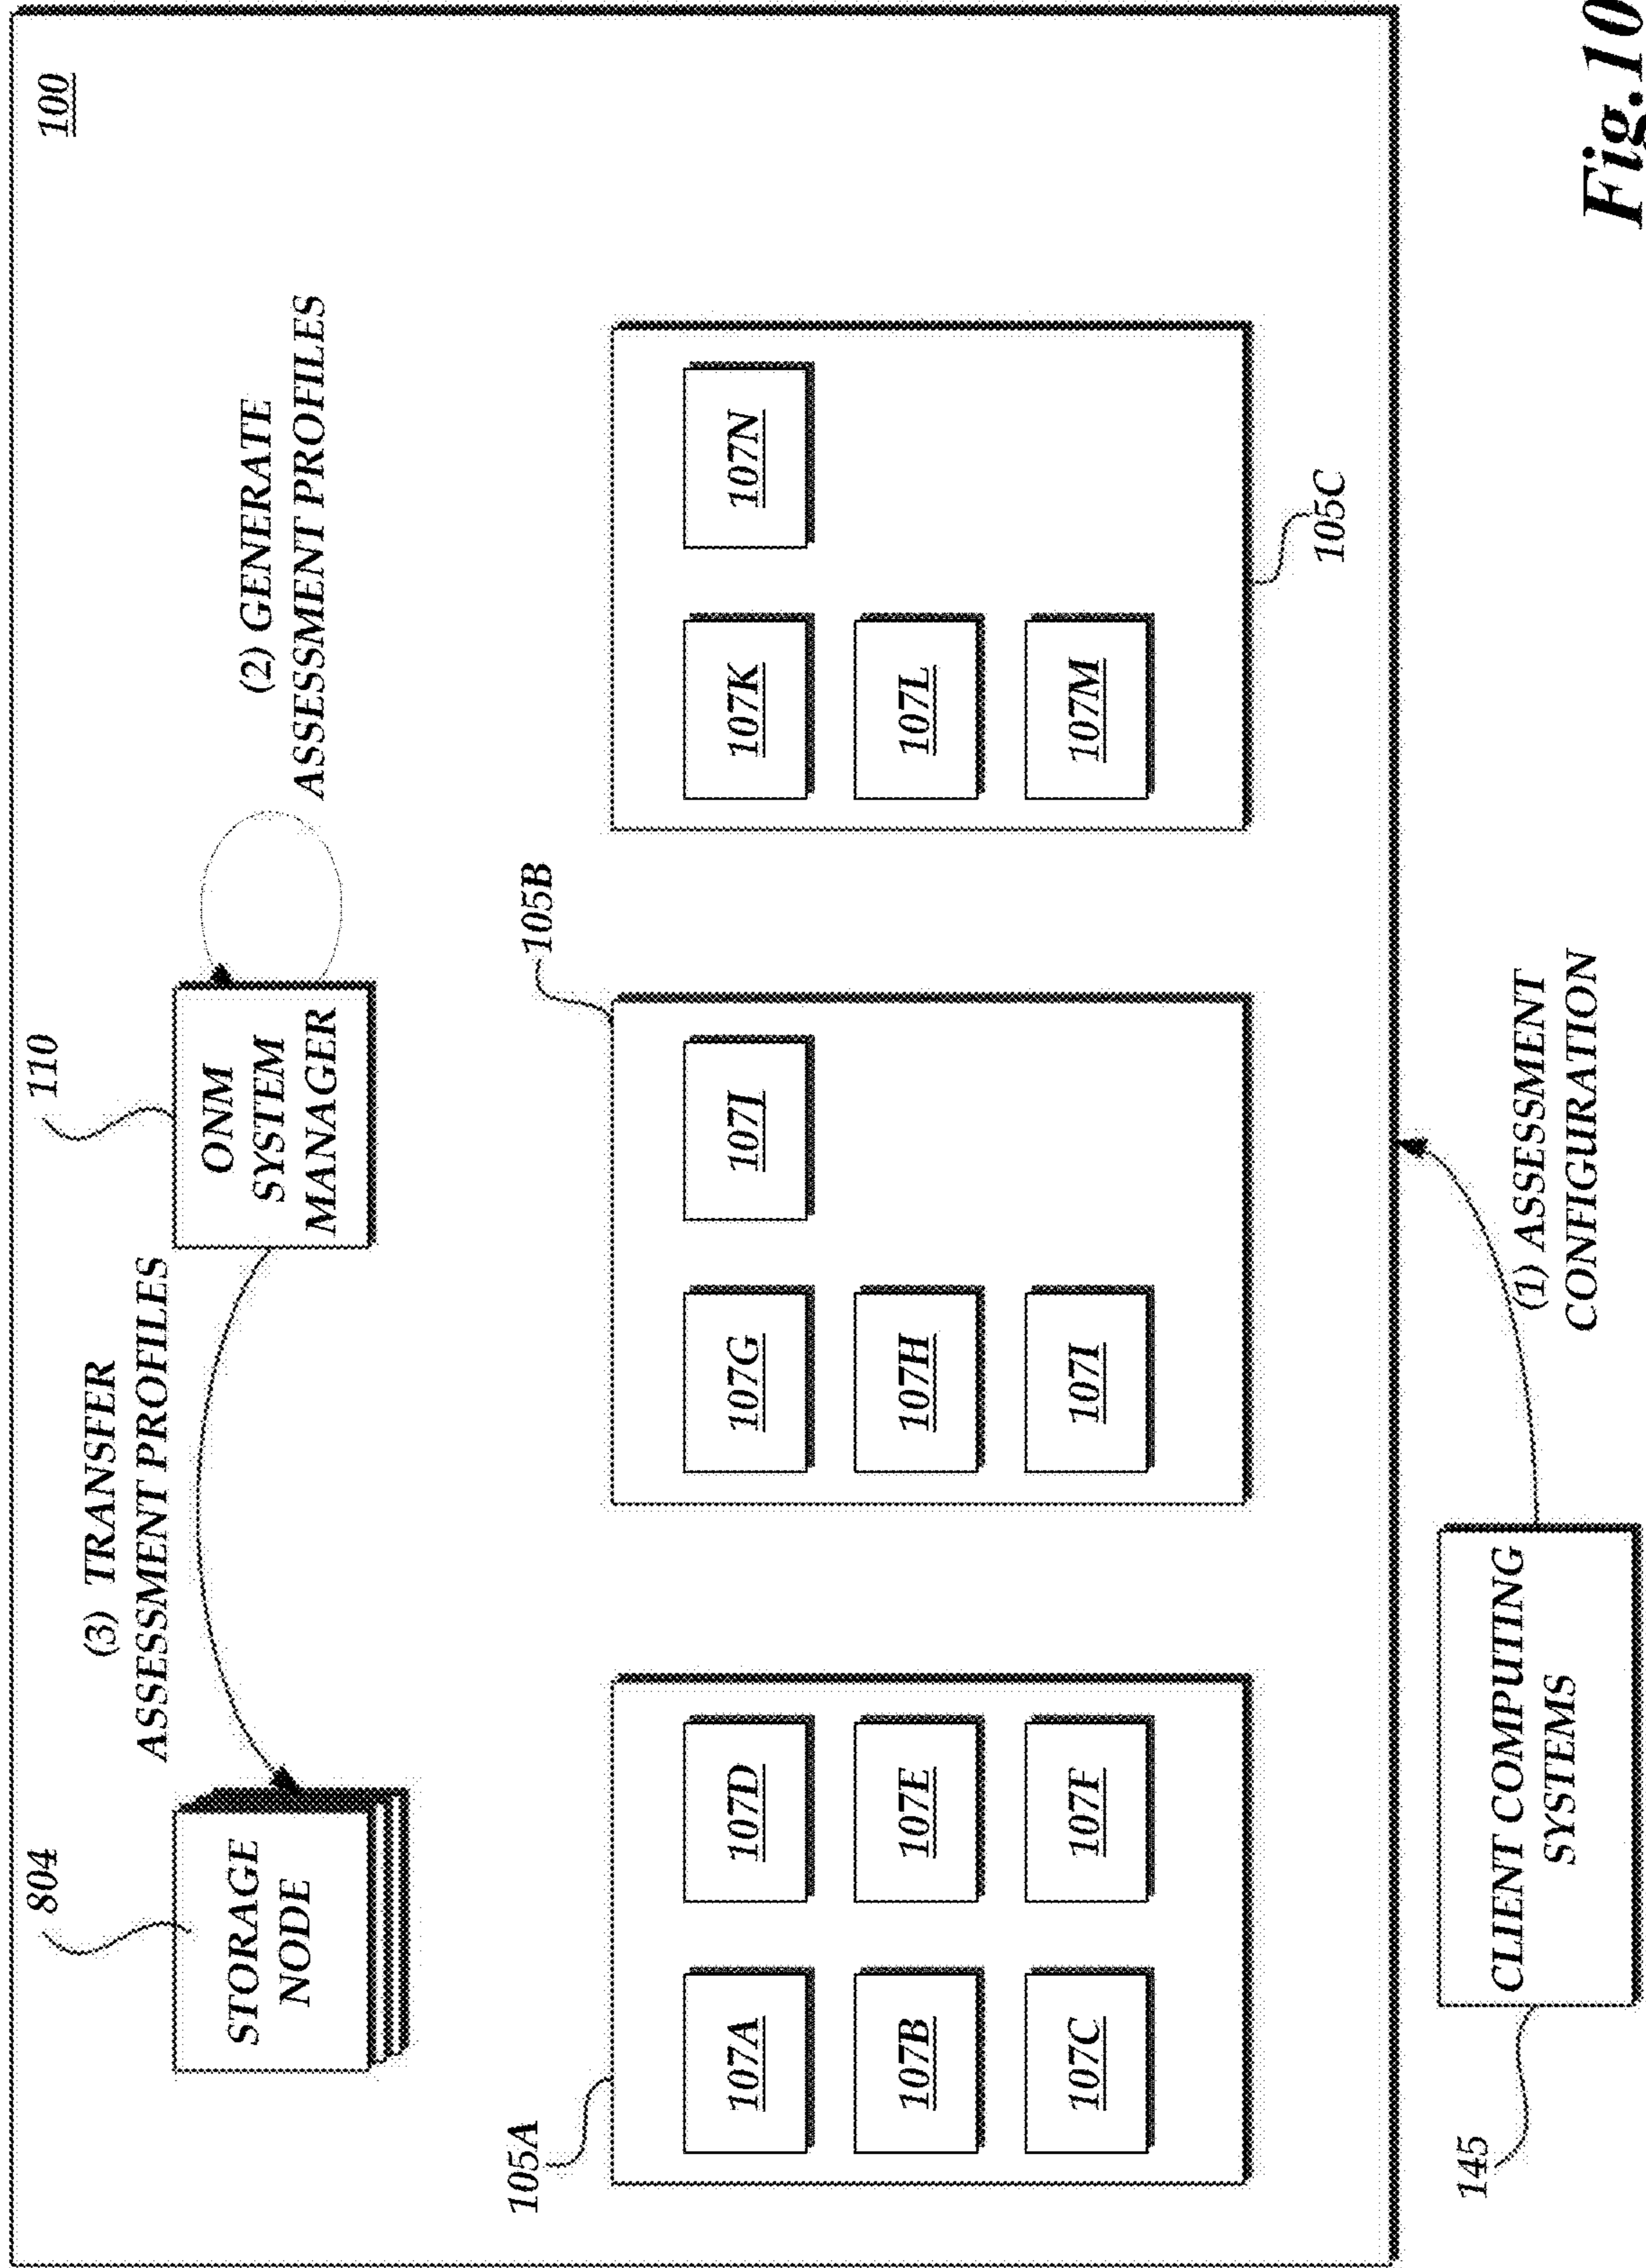 804
110
100
(3) TRANSFER
ASSESSMENT PROFILES
(2) GENERATE
ASSESSMENT PROFILES
STORAGE
NODE
ONM
SYSTEM
MANAGER
105A
105B
107A
107D
107G
107I
107K
107N
107B
107E
107H
107L
107C
107F
107I
107M
105C
145
CLIENT COMPUTING
SYSTEMS
(1) ASSESSMENT
CONFIGURATION
Fig.10